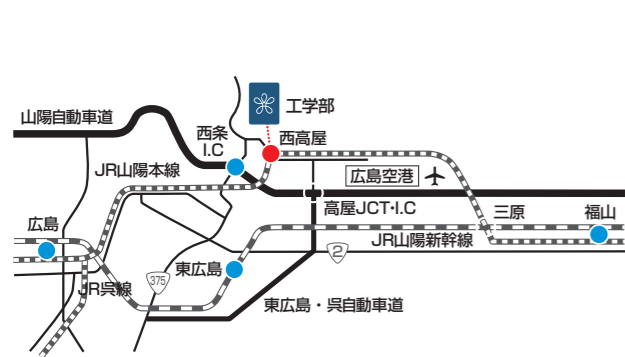 工学部
山陽自動車道
西条
I.C
西高屋
JR山陽本線
広島空港
高屋JCT・I.C
三原
福山
広島
JR山陽新幹線
2
東広島
375
JR呉線
東広島・呉自動車道